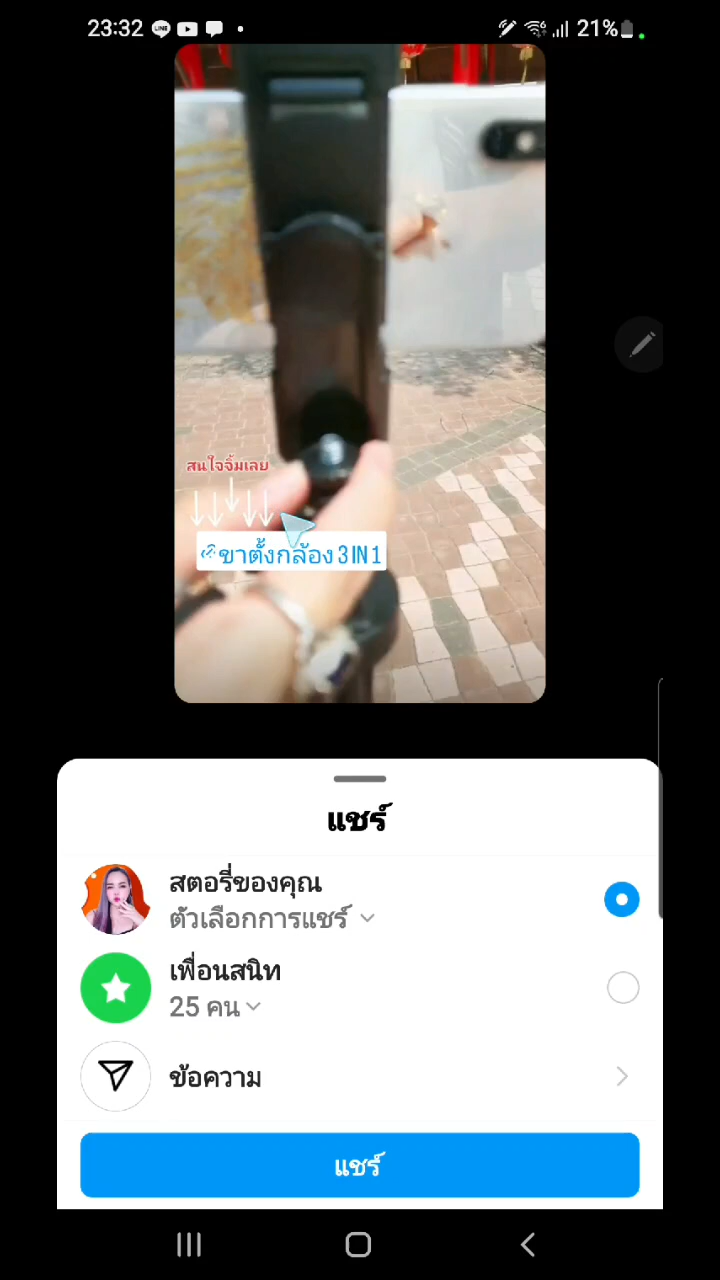 23:32
LINE
21%
สนใจจิ้มเลย
ขาตั้งกล้อง 3 IN 1
แชร์
สตอรี่ของคุณ
ตัวเลือกการแชร์
เพื่อนสนิท
25 คน
ข้อความ
แชร์